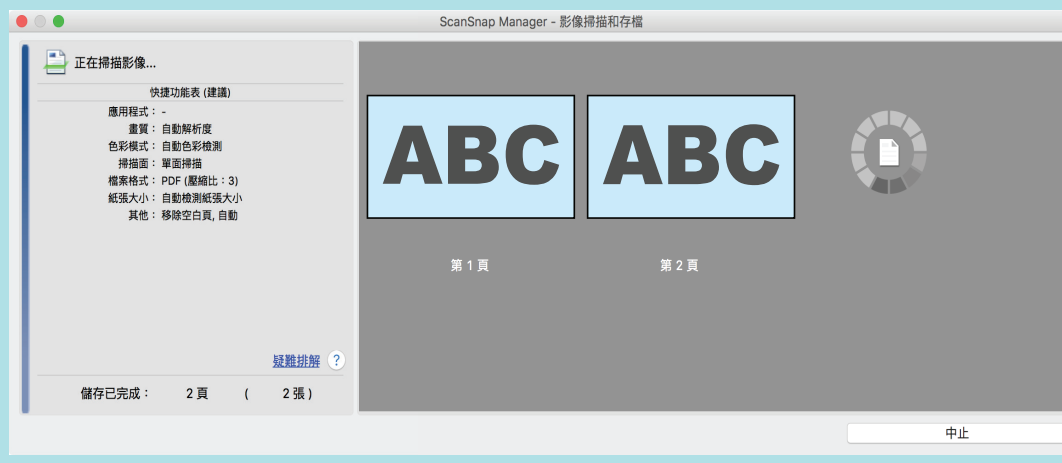 ScanSnap Manager - 影像掃描和存檔
正在掃描影像...
快捷功能表 (建議)
應用程式： -
畫質： 自動解析度
色彩模式： 自動色彩檢測
掃描面： 單面掃描
檔案格式： PDF (壓縮比：3)
紙張大小： 自動檢測紙張大小
其他： 移除空白頁, 自動
疑難排解 ?
儲存已完成： 2 頁 ( 2 張 )
ABC ABC
第 1 頁 第 2 頁
中止